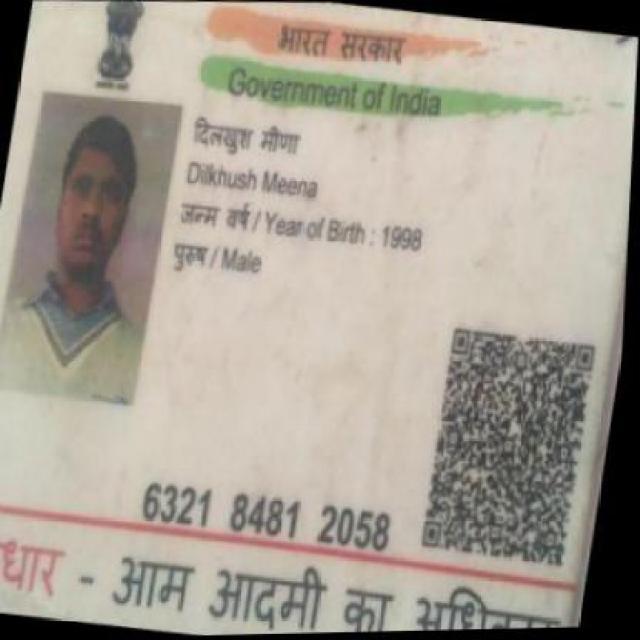 भारत सरकार
Government of India
दिलखुश मीणा
Dilkhush Meena
जन्म वर्ष / Year of Birth : 1998
पुरुष / Male
6321 8481 2058
धार - आम आदमी का